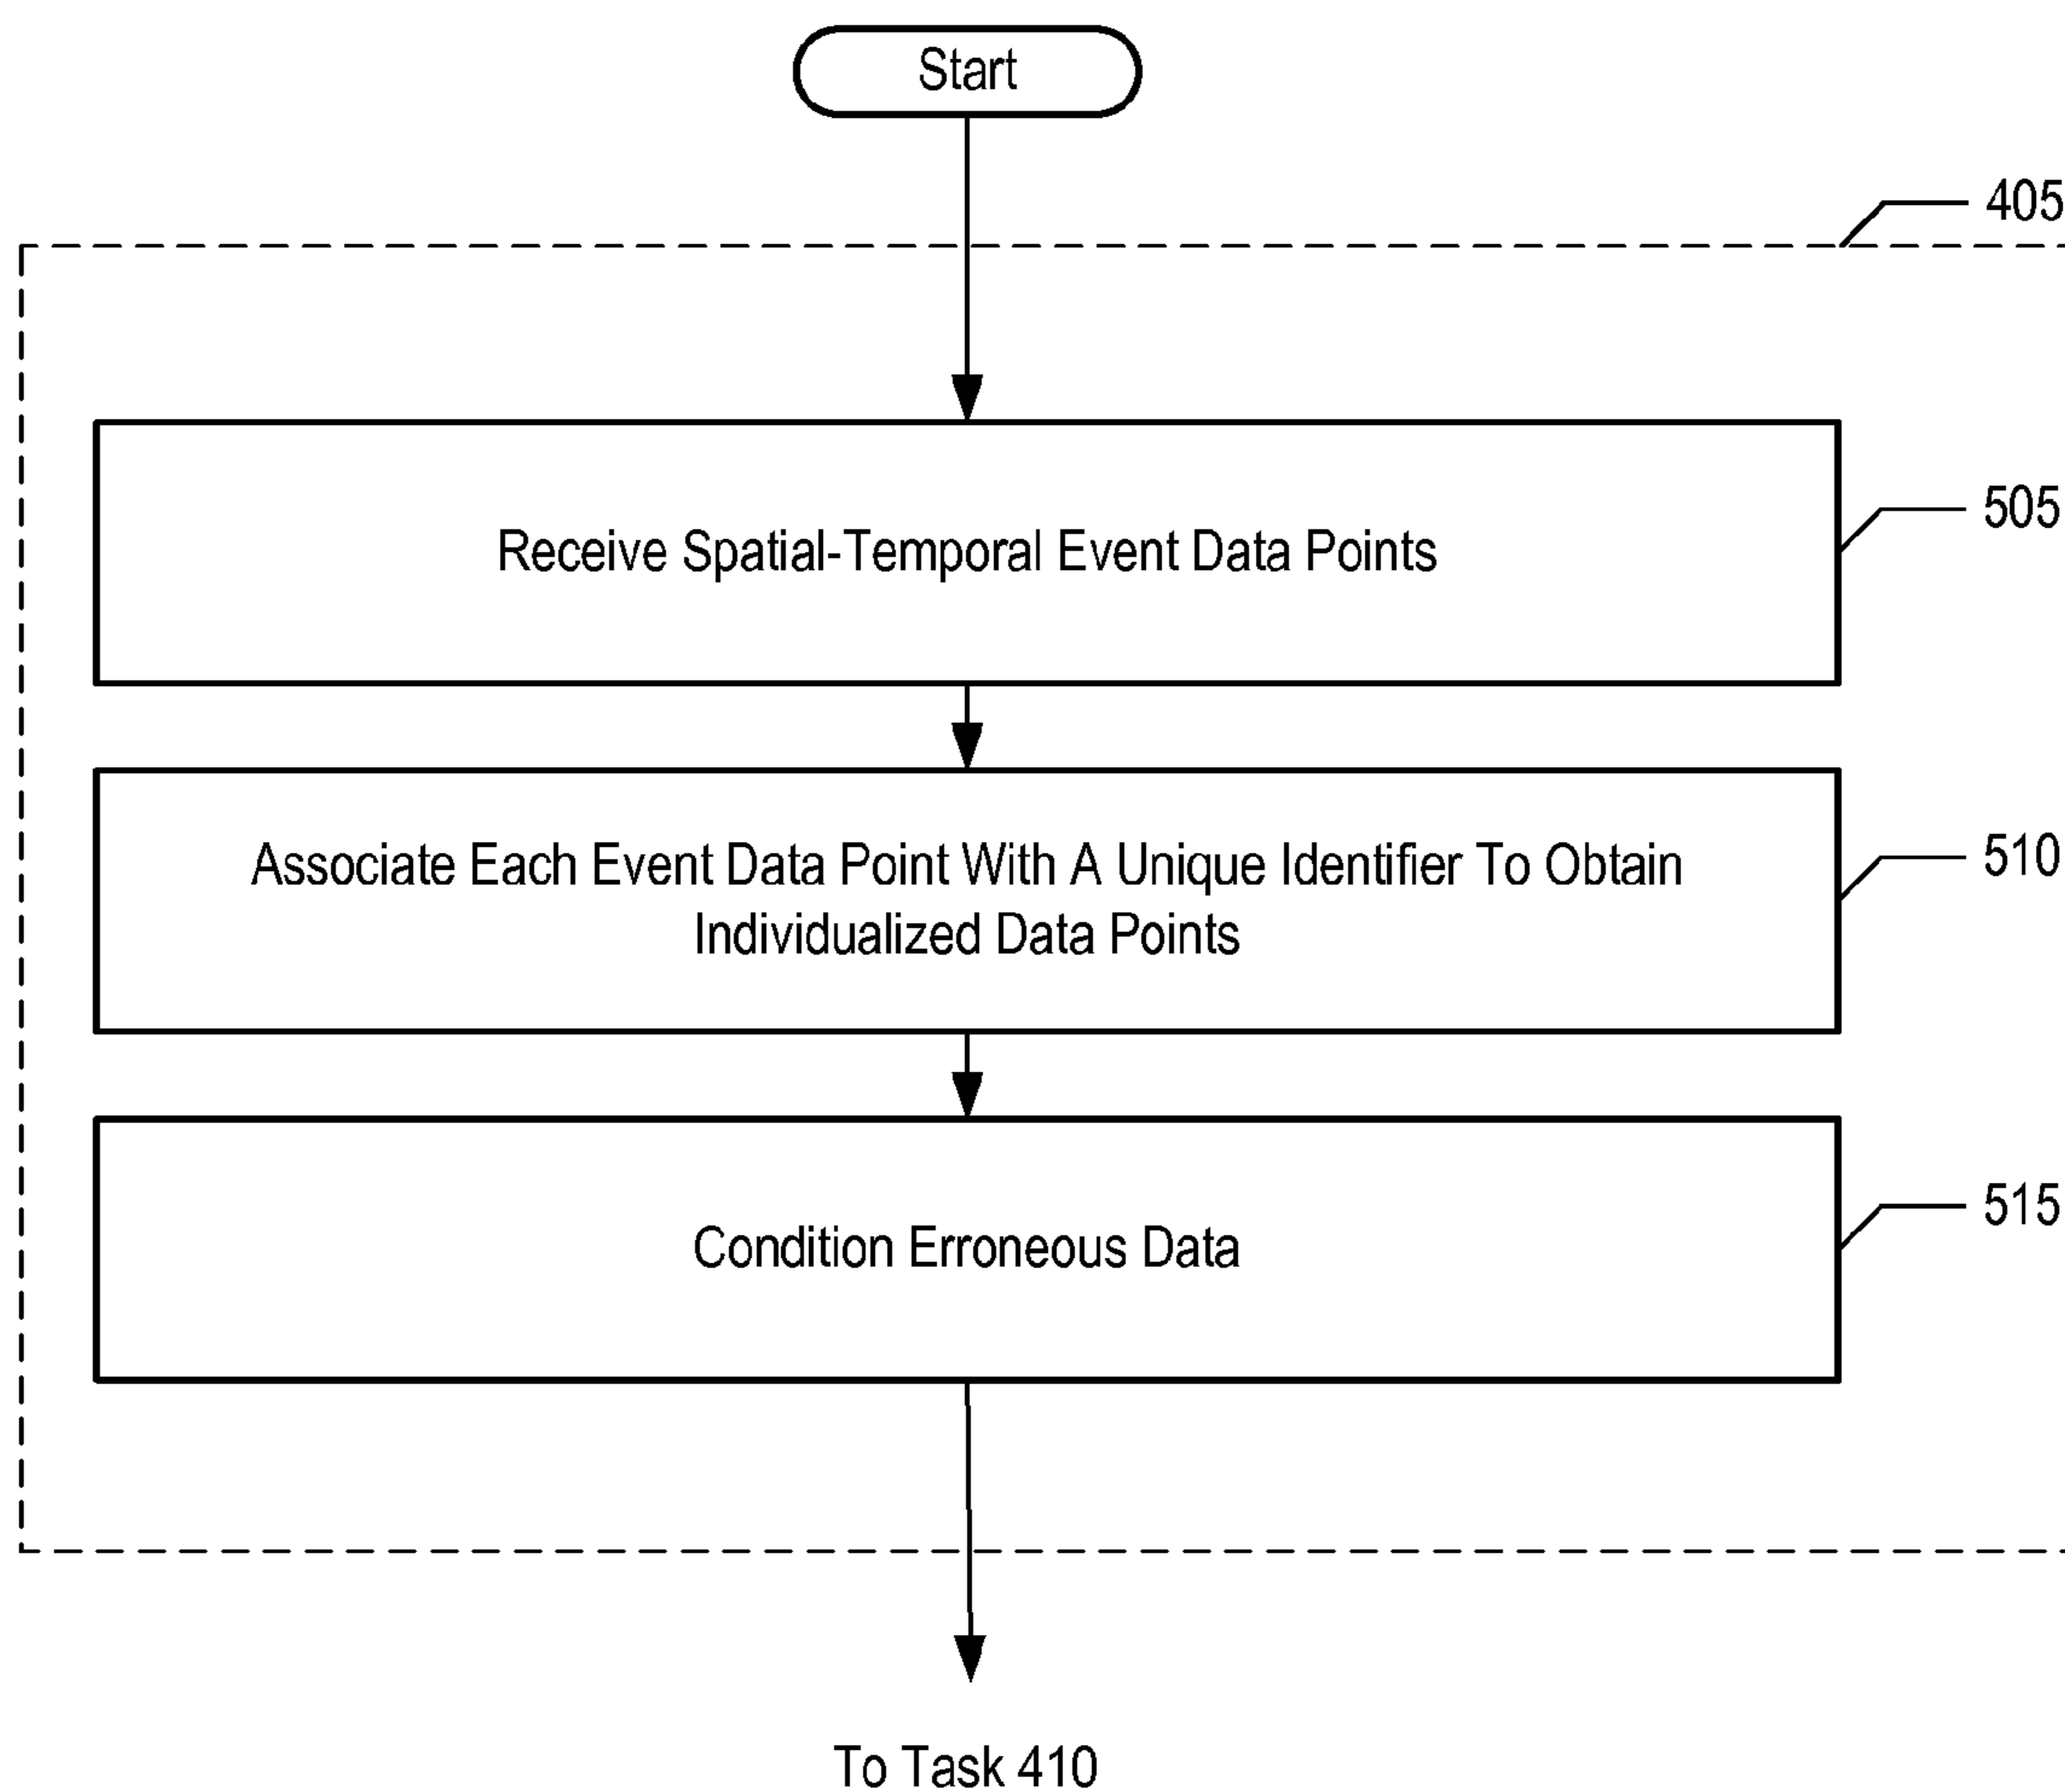 Start
405
Receive Spatial-Temporal Event Data Points
505
Associate Each Event Data Point With A Unique Identifier To Obtain
Individualized Data Points
510
Condition Erroneous Data
515
To Task 410